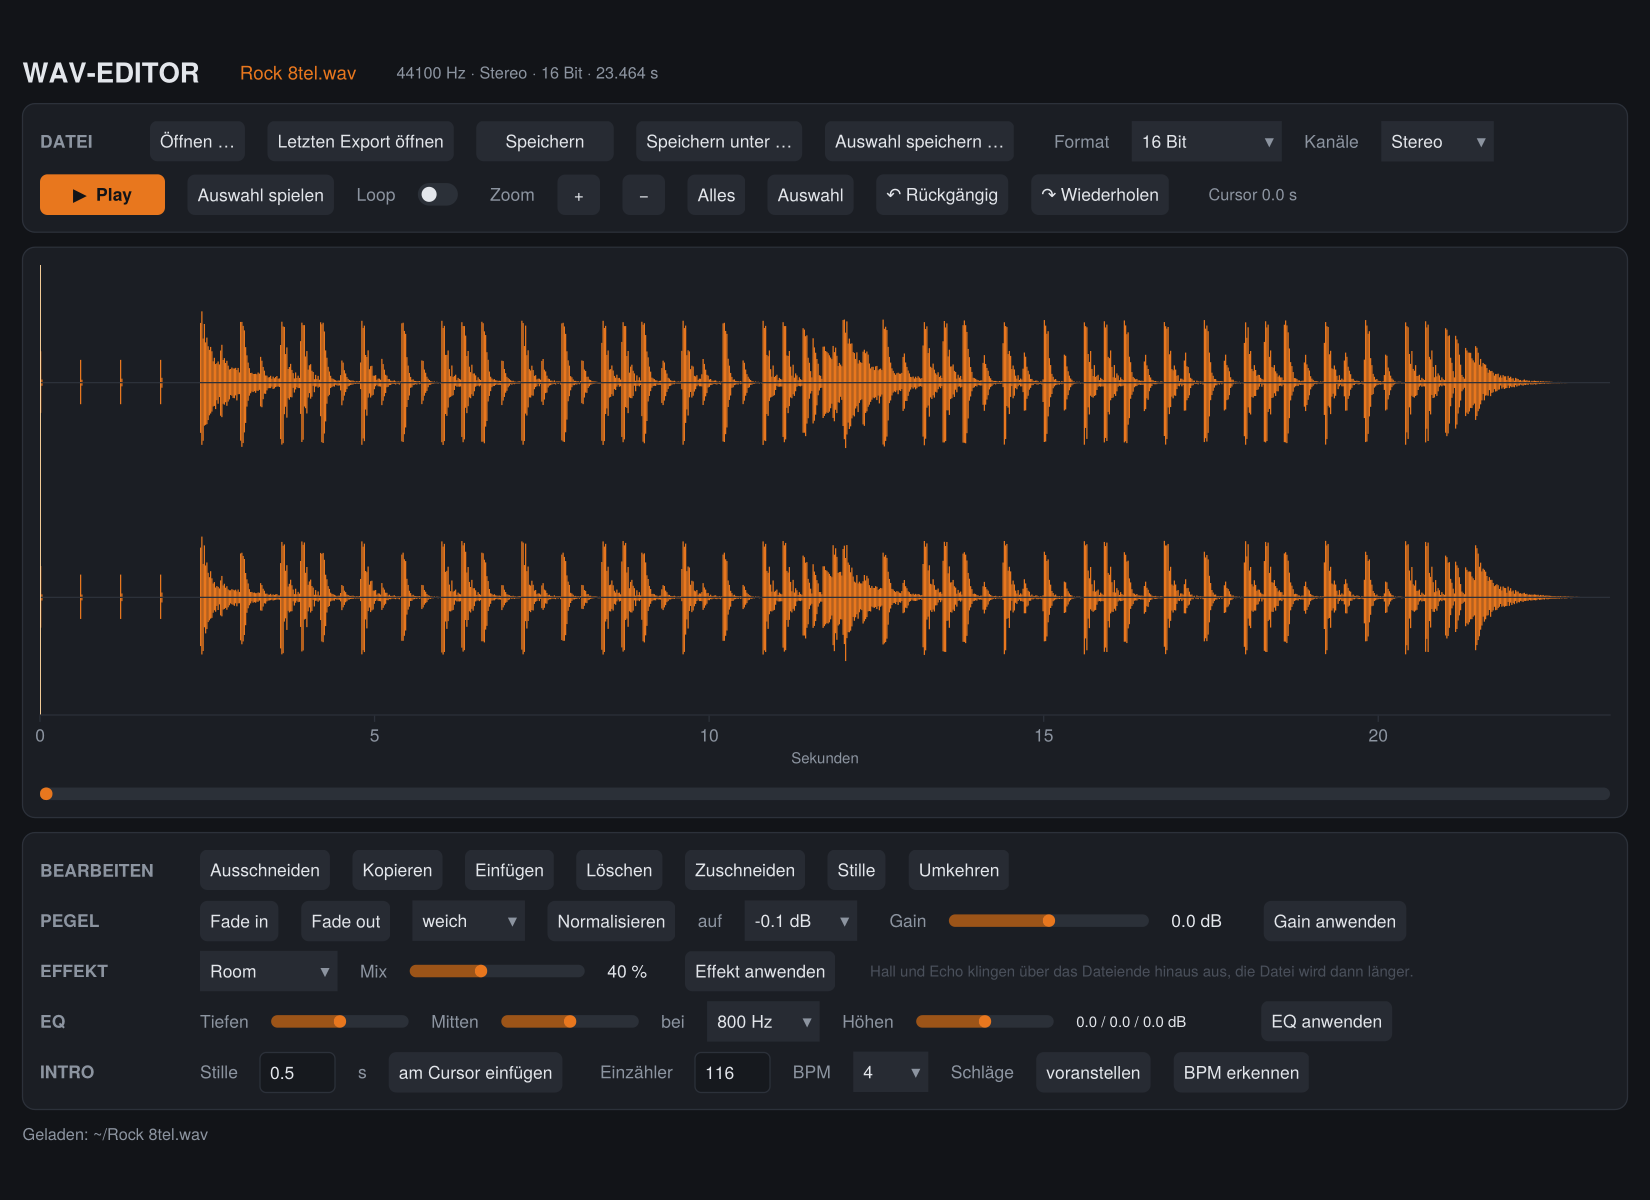 WAV-EDITOR Rock 8tel.wav 44100 Hz · Stereo · 16 Bit · 23.464 s
DATEI Öffnen … Letzten Export öffnen Speichern Speichern unter … Auswahl speichern … Format 16 Bit ▾ Kanäle Stereo ▾
▶ Play Auswahl spielen Loop Zoom + − Alles Auswahl ↶ Rückgängig ↷ Wiederholen Cursor 0.0 s
0 5 10 15 20
Sekunden
BEARBEITEN Ausschneiden Kopieren Einfügen Löschen Zuschneiden Stille Umkehren
PEGEL Fade in Fade out weich ▾ Normalisieren auf -0.1 dB ▾ Gain 0.0 dB Gain anwenden
EFFEKT Room ▾ Mix 40 % Effekt anwenden Hall und Echo klingen über das Dateiende hinaus aus, die Datei wird dann länger.
EQ Tiefen Mitten bei 800 Hz ▾ Höhen 0.0 / 0.0 / 0.0 dB EQ anwenden
INTRO Stille 0.5 s am Cursor einfügen Einzähler 116 BPM 4 ▾ Schläge voranstellen BPM erkennen
Geladen: ~/Rock 8tel.wav